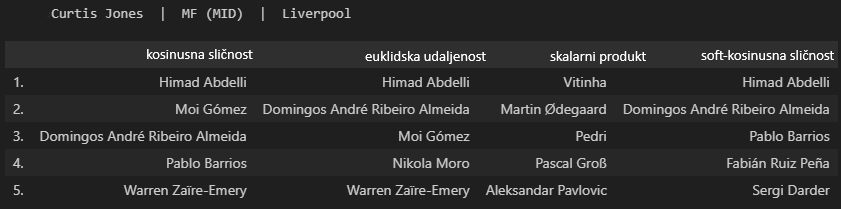 Curtis Jones | MF (MID) | Liverpool
kosinusna sličnost euklidska udaljenost skalarni produkt soft-kosinusna sličnost
1. Himad Abdelli Himad Abdelli Vitinha Himad Abdelli
2. Moi Gómez Domingos André Ribeiro Almeida Martin Ødegaard Domingos André Ribeiro Almeida
3. Domingos André Ribeiro Almeida Moi Gómez Pedri Pablo Barrios
4. Pablo Barrios Nikola Moro Pascal Groß Fabián Ruiz Peña
5. Warren Zaïre-Emery Warren Zaïre-Emery Aleksandar Pavlovic Sergi Darder